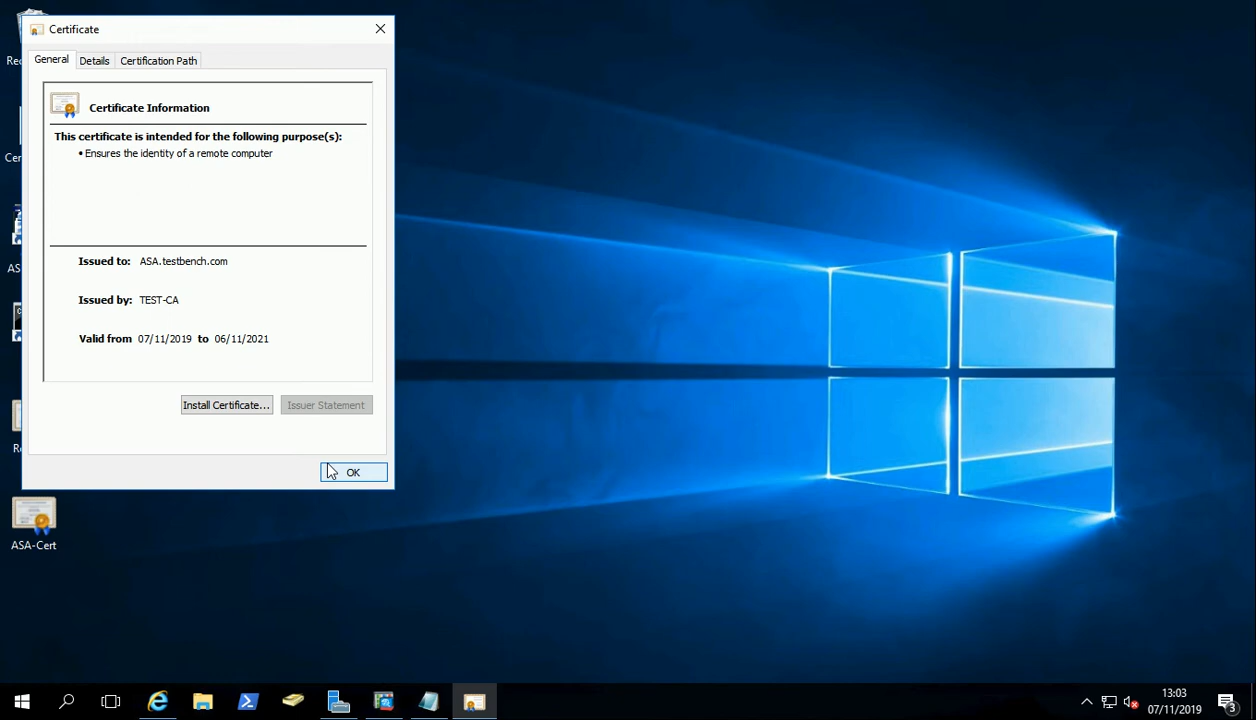 Certificate
General
Details
Certification Path
Certificate Information
This certificate is intended for the following purpose(s):
• Ensures the identity of a remote computer
Issued to: ASA.testbench.com
Issued by: TEST-CA
Valid from 07/11/2019 to 06/11/2021
Install Certificate...
Issuer Statement
OK
ASA-Cert
13:03
07/11/2019
3